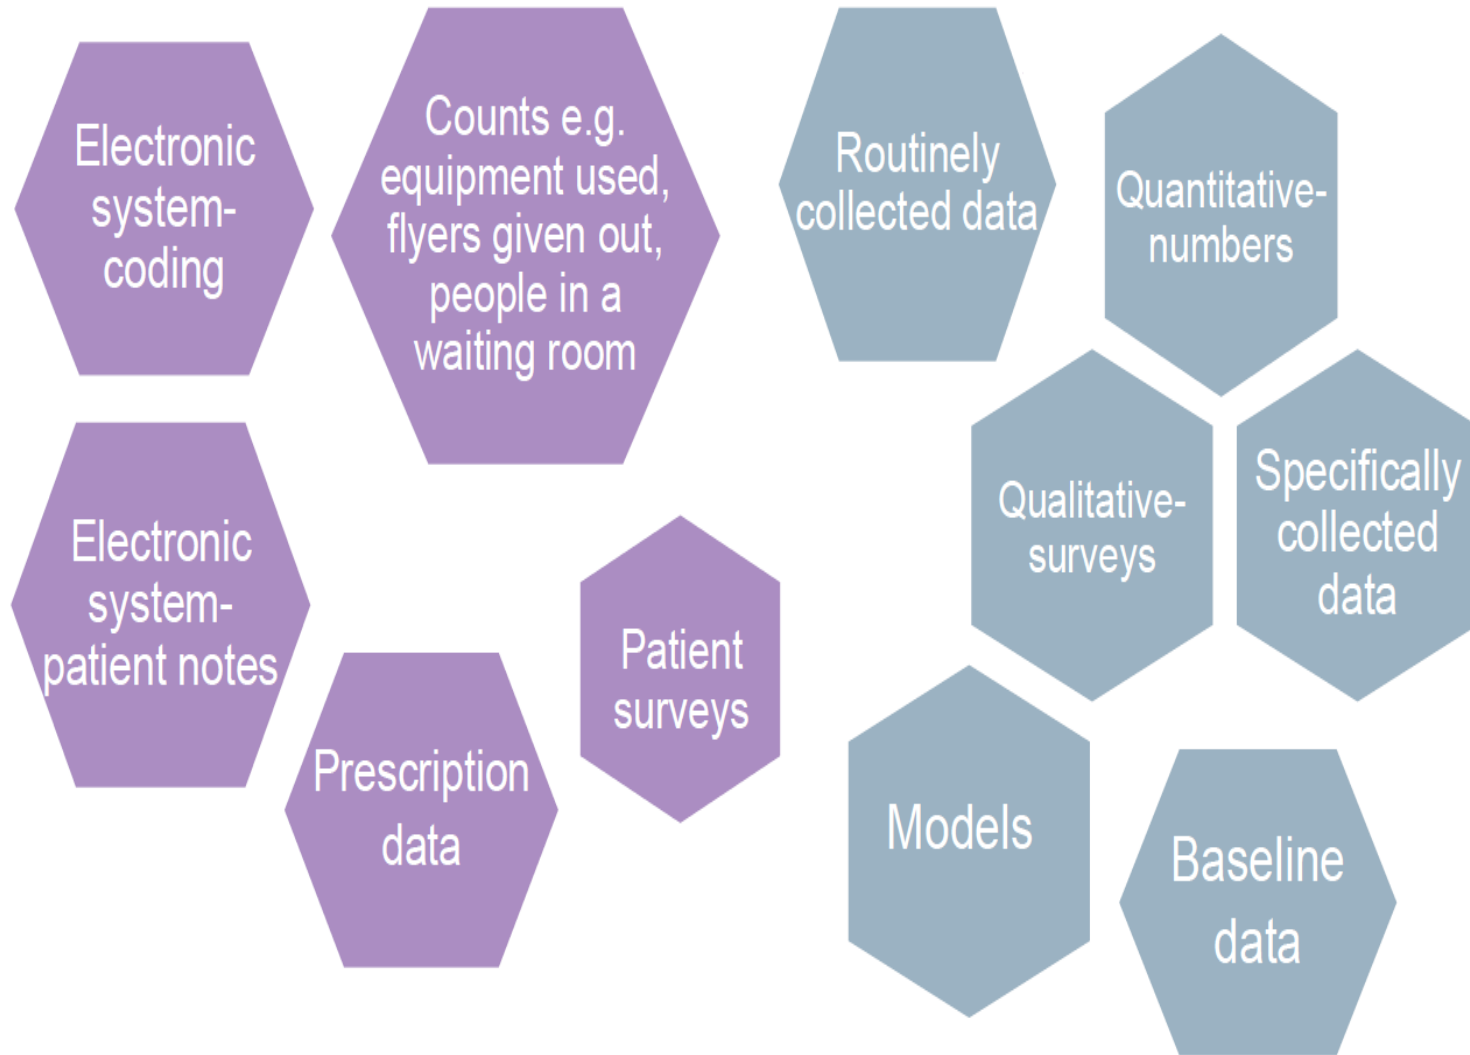 Electronic
system-
coding
Counts e.g.
equipment used,
flyers given out,
people in a
waiting room
Routinely
collected data
Quantitative-
numbers
Electronic
system-
patient notes
Prescription
data
Patient
surveys
Qualitative-
surveys
Specifically
collected
data
Models
Baseline
data